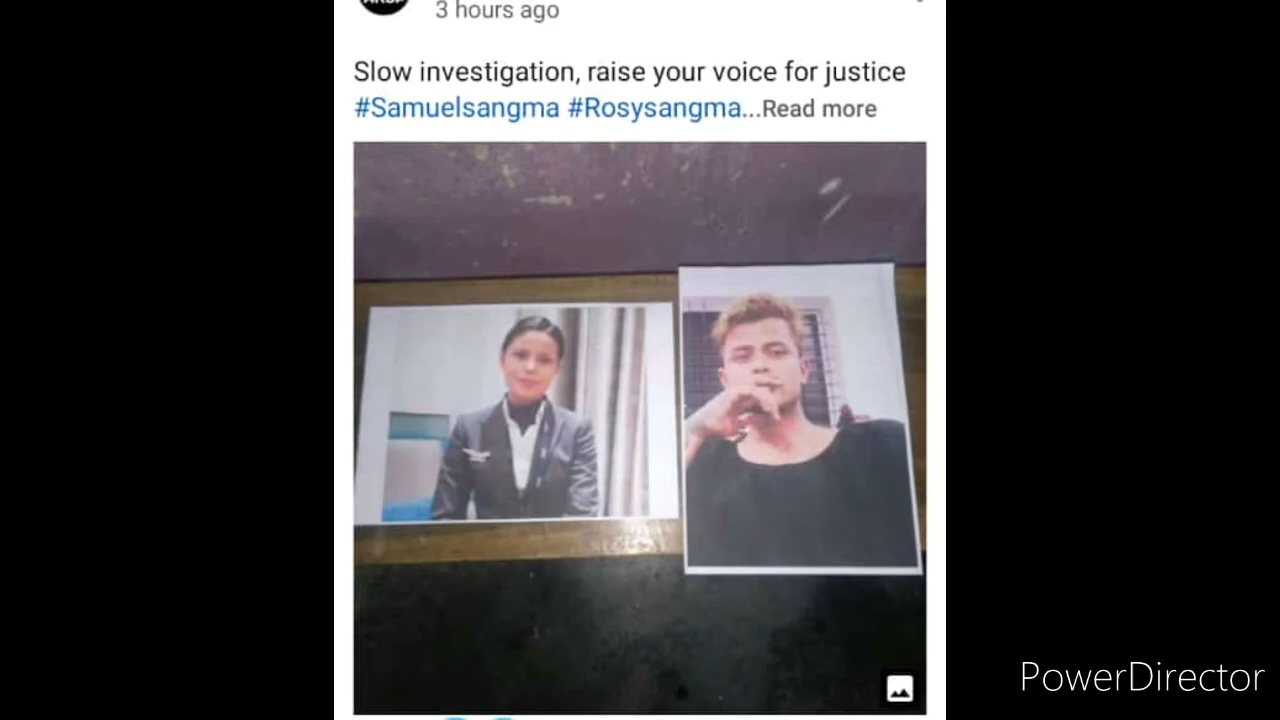 3 hours ago
Slow investigation, raise your voice for justice
#Samuelsangma #Rosysangma...Read more
PowerDirector